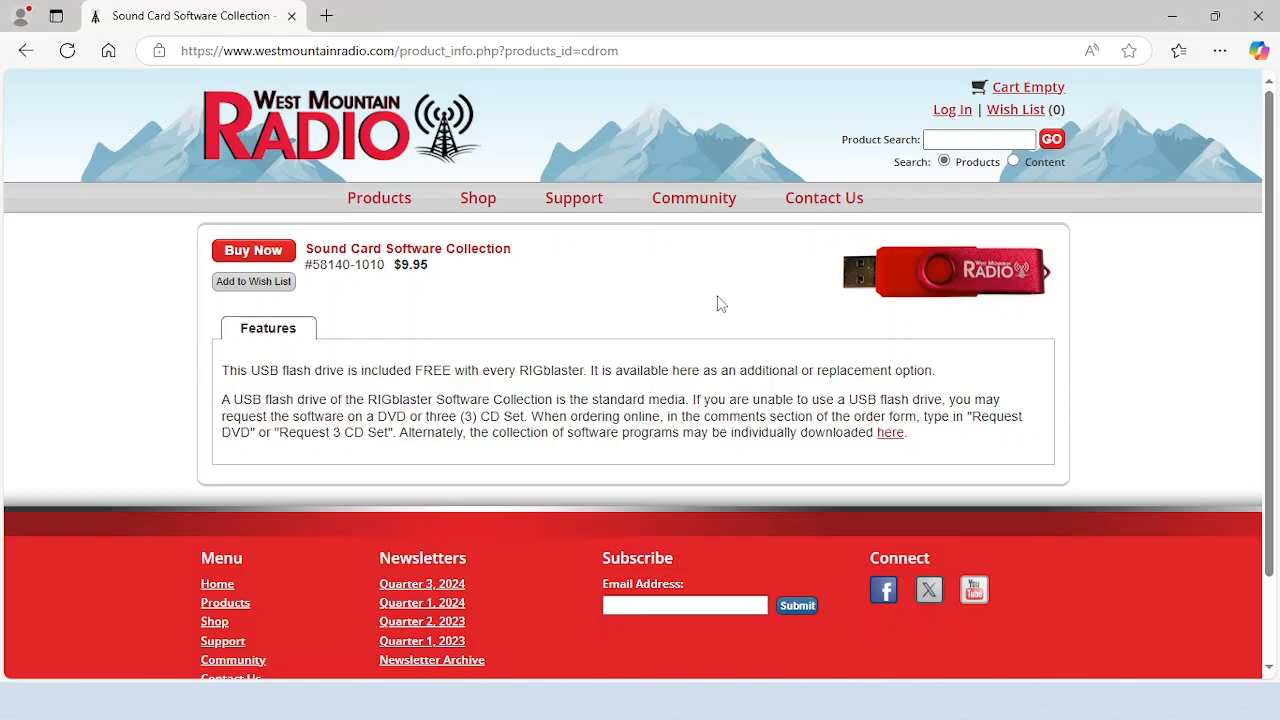 Sound Card Software Collection -
https://www.westmountainradio.com/product_info.php?products_id=cdrom
WEST MOUNTAIN
RADIO
Cart Empty
Log In | Wish List (0)
Product Search: GO
Search: Products Content
Products Shop Support Community Contact Us
Buy Now Sound Card Software Collection
#58140-1010 $9.95
Add to Wish List
WEST MOUNTAIN
RADIO
Features
This USB flash drive is included FREE with every RIGblaster. It is available here as an additional or replacement option.
A USB flash drive of the RIGblaster Software Collection is the standard media. If you are unable to use a USB flash drive, you may
request the software on a DVD or three (3) CD Set. When ordering online, in the comments section of the order form, type in "Request
DVD" or "Request 3 CD Set". Alternately, the collection of software programs may be individually downloaded here.
Menu Newsletters Subscribe Connect
Home Quarter 3, 2024 Email Address:
Products Quarter 1, 2024 Submit
Shop Quarter 2, 2023
Support Quarter 1, 2023
Community Newsletter Archive
Contact Us